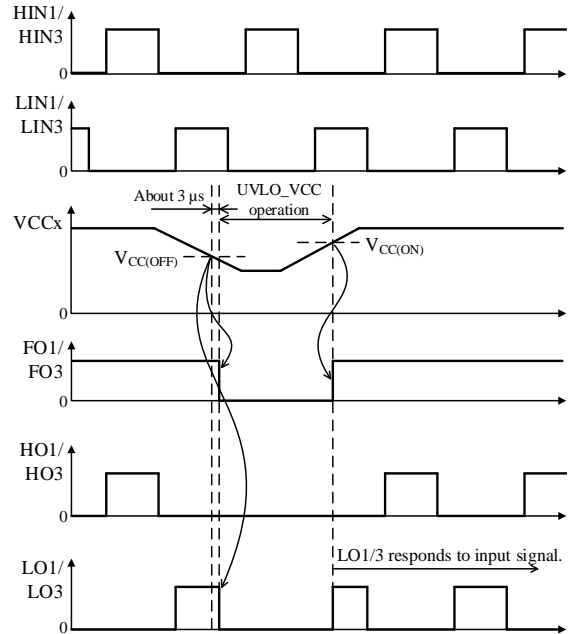 HIN1/
HIN3
0
LIN1/
LIN3
0
About 3 µs
UVLO_VCC
operation
VCCx
VCC(OFF)
VCC(ON)
0
FO1/
FO3
0
HO1/
HO3
0
LO1/3 responds to input signal.
LO1/
LO3
0